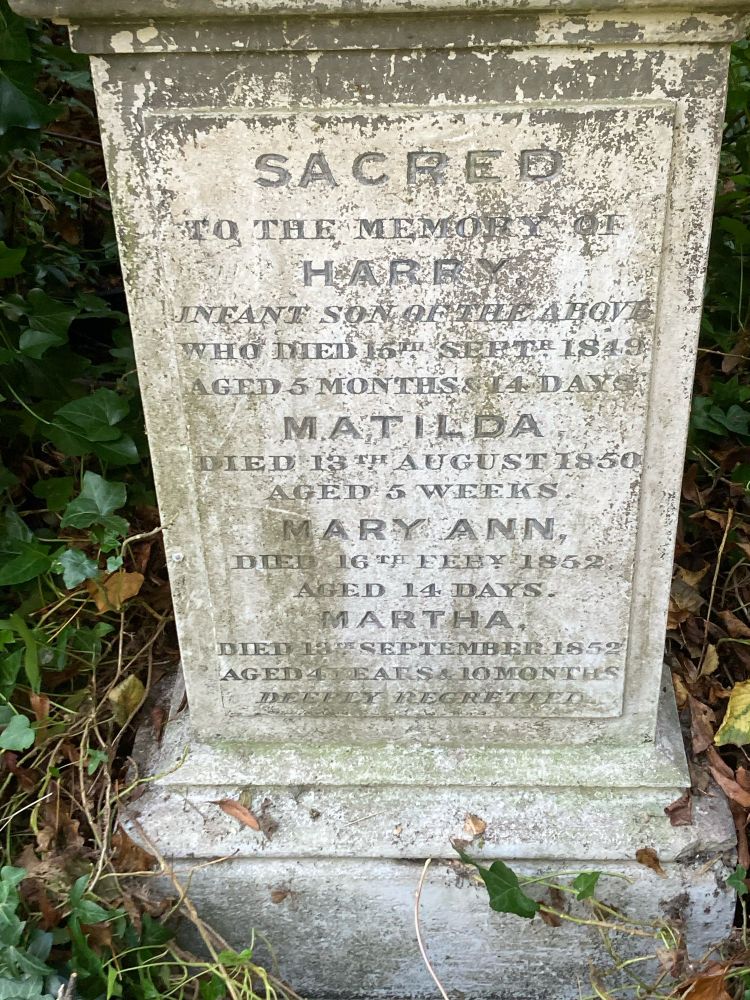 SACRED
TO THE MEMORY OF
HARRY,
INFANT SON OF THE ABOVE
WHO DIED 16TH SEPTR 1849
AGED 5 MONTHS & 14 DAYS
MATILDA,
DIED 13TH AUGUST 1850
AGED 5 WEEKS.
MARY ANN,
DIED 16TH FEBY 1852,
AGED 14 DAYS.
MARTHA,
DIED 13TH SEPTEMBER 1852
AGED 4 YEARS & 10 MONTHS
DEEPLY REGRETTED